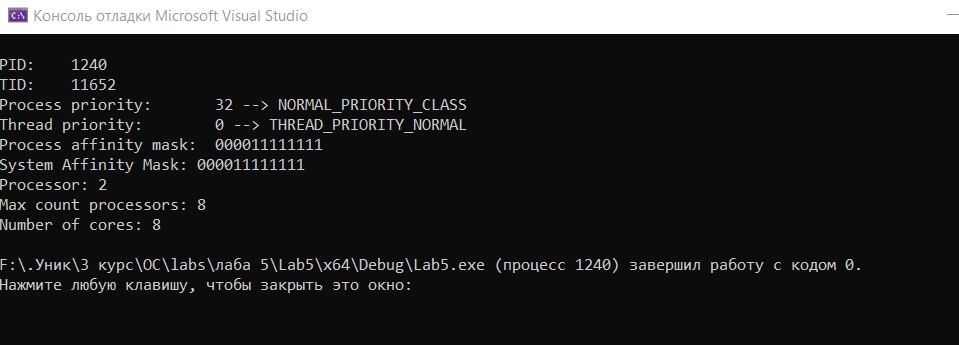 Консоль отладки Microsoft Visual Studio
PID:    1240
TID:    11652
Process priority:       32 --> NORMAL_PRIORITY_CLASS
Thread priority:        0 --> THREAD_PRIORITY_NORMAL
Process affinity mask:  000011111111
System Affinity Mask: 000011111111
Processor: 2
Max count processors: 8
Number of cores: 8
F:\.Уник\3 курс\ОС\labs\лаба 5\Lab5\x64\Debug\Lab5.exe (процесс 1240) завершил работу с кодом 0.
Нажмите любую клавишу, чтобы закрыть это окно: